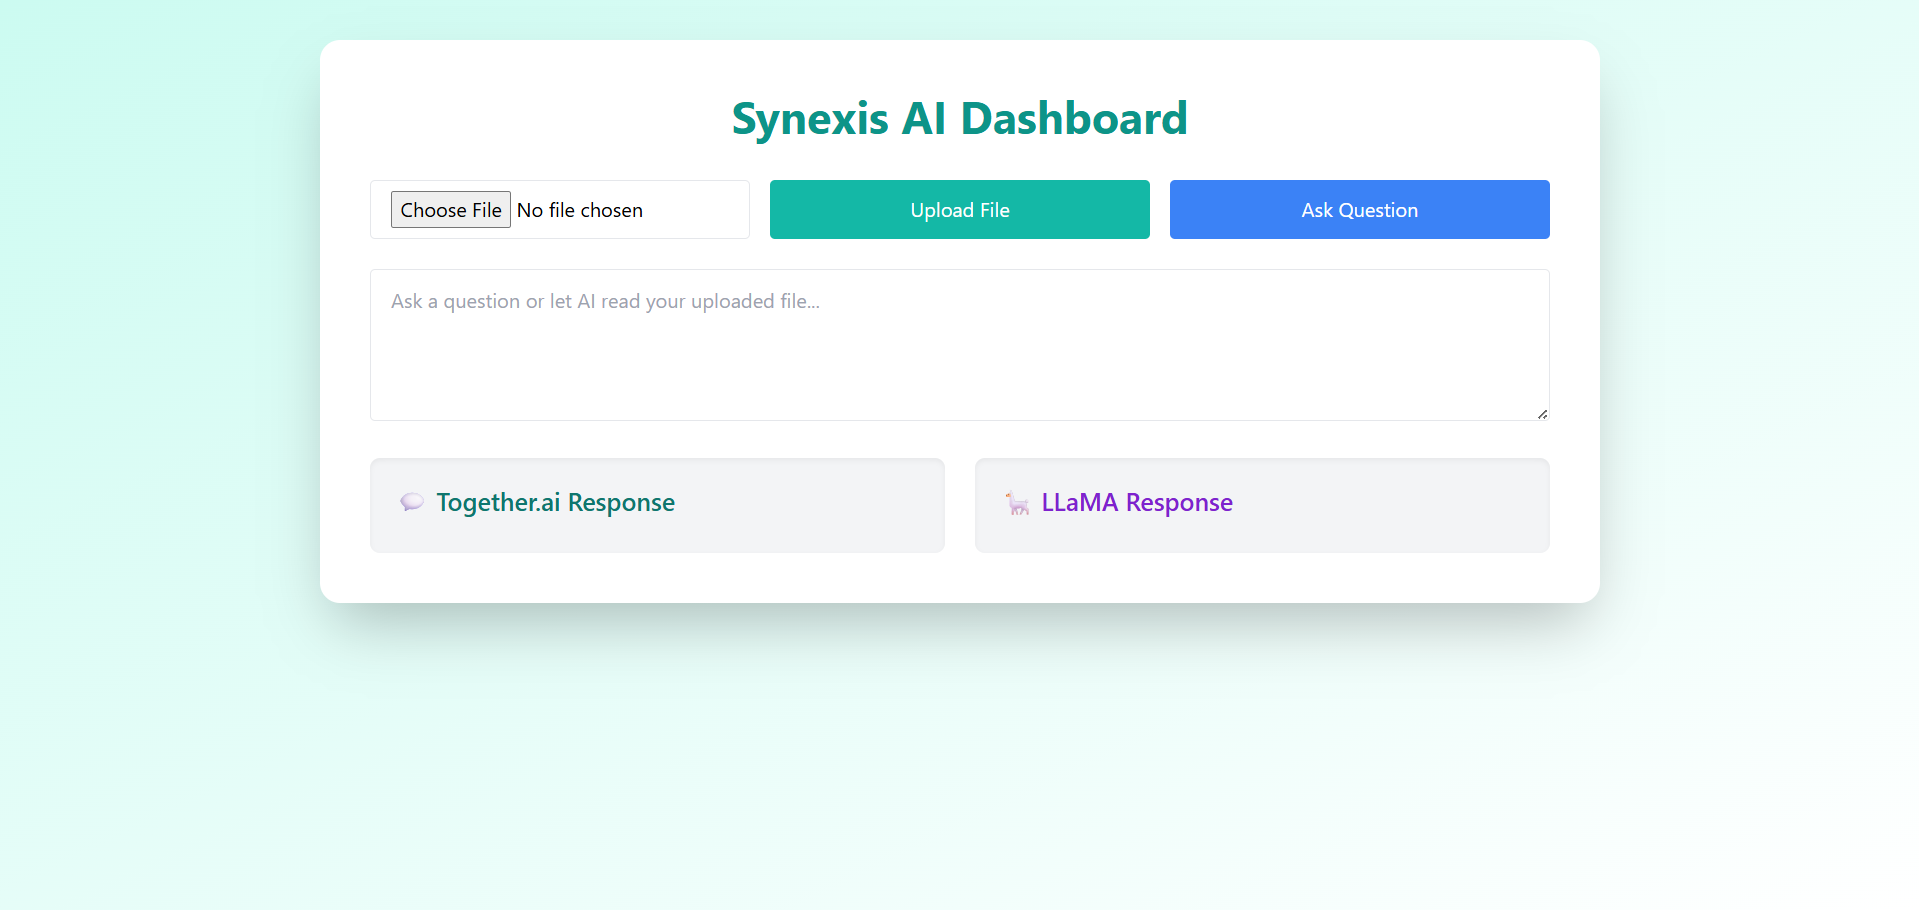 Synexis AI Dashboard
Choose File No file chosen
Upload File
Ask Question
Ask a question or let AI read your uploaded file...
Together.ai Response
LLaMA Response